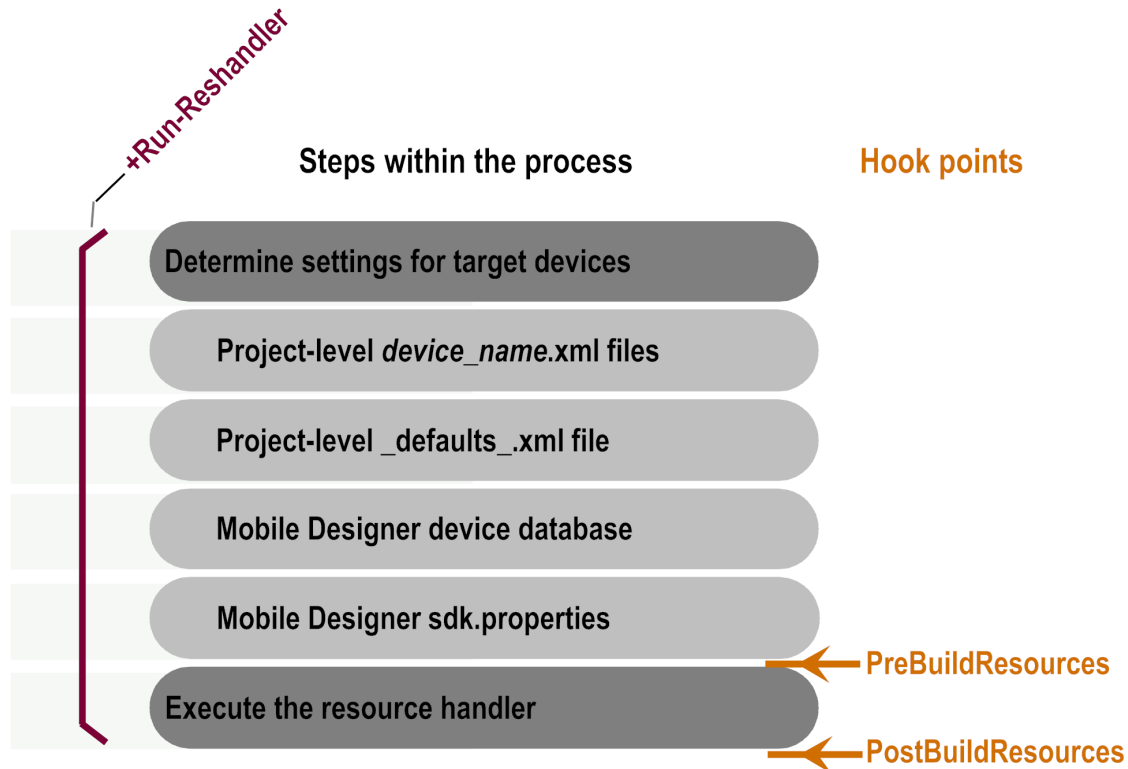 +Run-Reshandler
Steps within the process
Hook points
Determine settings for target devices
Project-level device_name.xml files
Project-level _defaults_.xml file
Mobile Designer device database
Mobile Designer sdk.properties
PreBuildResources
Execute the resource handler
PostBuildResources